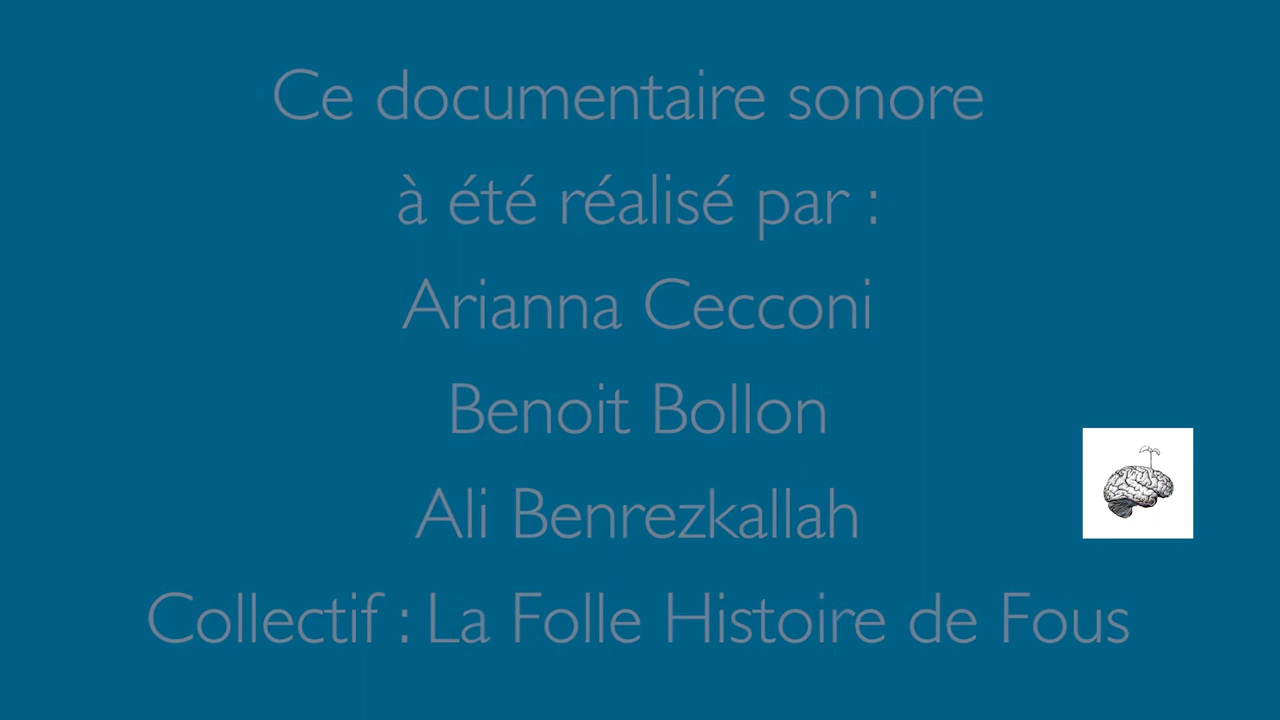 Ce documentaire sonore
à été réalisé par :
Arianna Cecconi
Benoit Bollon
Ali Benrezkallah
Collectif : La Folle Histoire de Fous